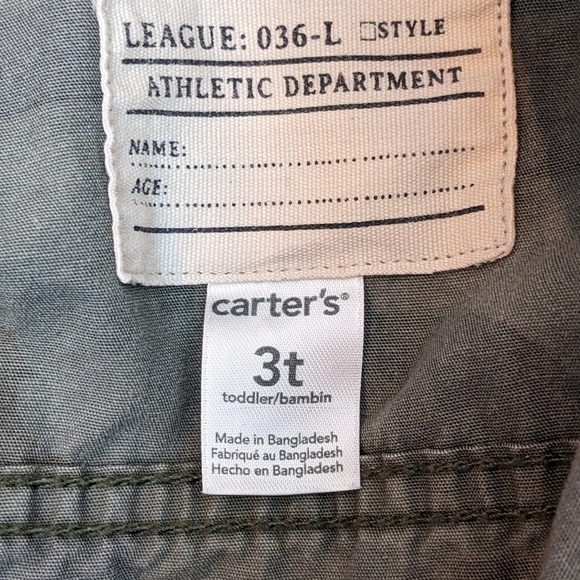 LEAGUE: 036-L □STYLE
ATHLETIC DEPARTMENT
NAME:
AGE:
carter's®
3t
toddler/bambin
Made in Bangladesh
Fabriqué au Bangladesh
Hecho en Bangladesh